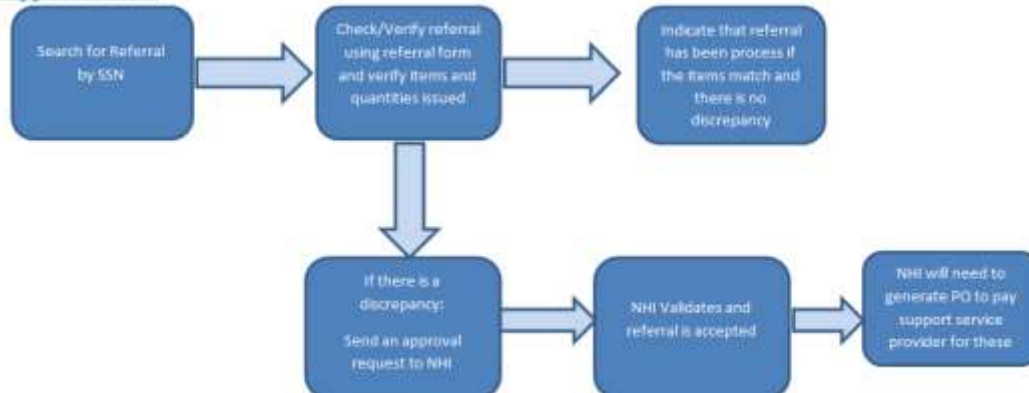 Search for Referral
by SSN
Check/Verify referral
using referral form
and verify items and
quantities issued
Indicate that referral
has been process if
the items match and
there is no
discrepancy
If there is a
discrepancy:
Send an approval
request to NHI
NHI Validates and
referral is accepted
NHI will need to
generate PO to pay
support service
provider for these